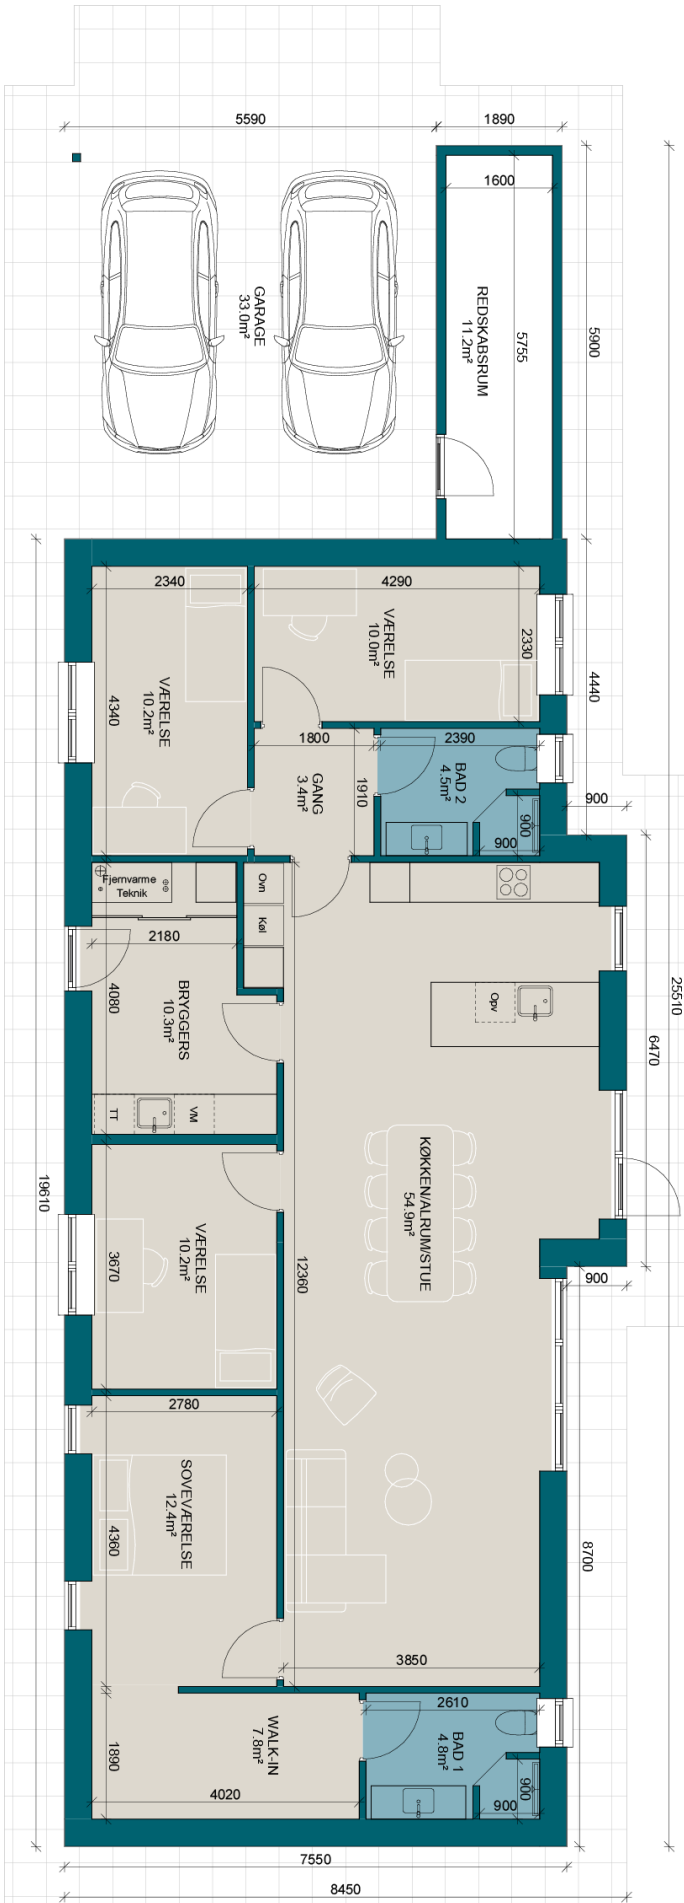 5590
1890
1600
GARAGE
33.0m²
REDSKABSRUM
11.2m²
5755
5900
2340
4290
VÆRELSE
10.0m²
2330
VÆRELSE
10.2m²
4340
4440
1800
2390
GANG
3.4m²
1910
BAD 2
4.5m²
900
900
900
Fjernvarme
Teknik
Ovn
Køl
2180
4080
BRYGGERS
10.3m²
Opv
25510
6470
TT
VM
KØKKEN/ALRUM/STUE
54.9m²
19610
VÆRELSE
10.2m²
3670
12360
900
2780
SOVEVÆRELSE
12.4m²
4360
8700
3850
2610
WALK-IN
7.8m²
BAD 1
4.8m²
1890
900
900
4020
7550
8450